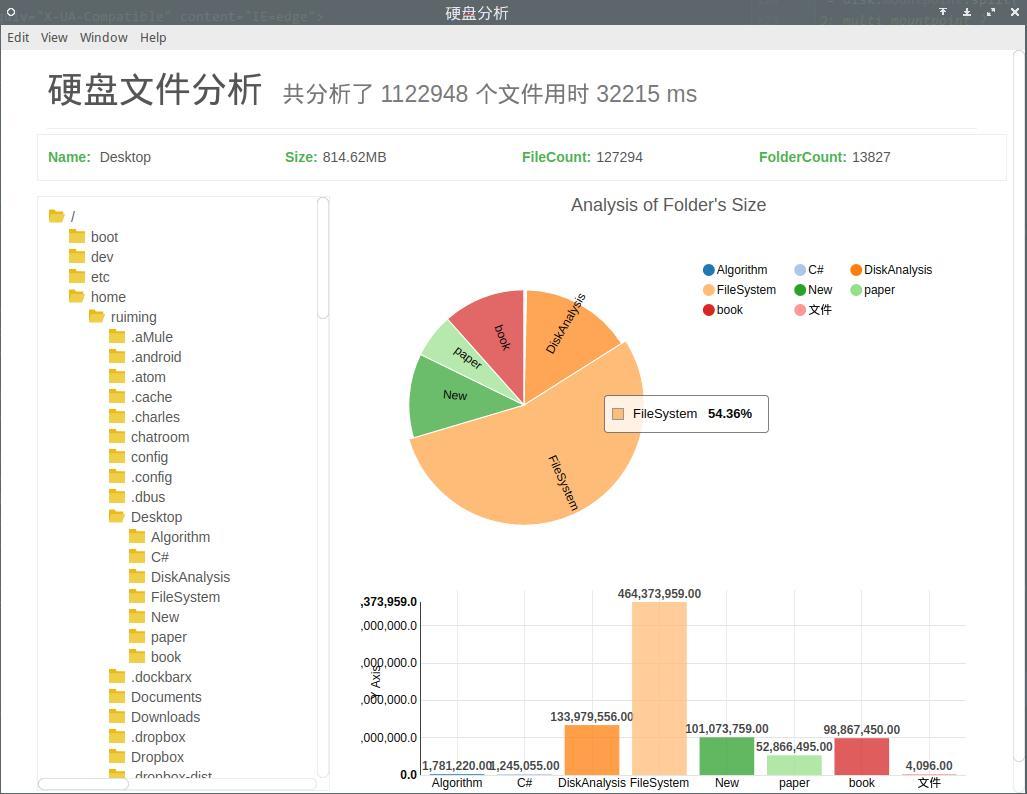 硬盘分析
Edit View Window Help
硬盘文件分析 共分析了 1122948 个文件用时 32215 ms
Name: Desktop Size: 814.62MB FileCount: 127294 FolderCount: 13827
/
boot
dev
etc
home
ruiming
.aMule
.android
.atom
.cache
.charles
chatroom
config
.config
.dbus
Desktop
Algorithm
C#
DiskAnalysis
FileSystem
New
paper
book
.dockbarx
Documents
Downloads
.dropbox
Dropbox
.dropbox-dist
Analysis of Folder's Size
Algorithm C# DiskAnalysis
FileSystem New paper
book 文件
DiskAnalysis
book
paper
New
FileSystem
FileSystem 54.36%
464,373,959.00
,373,959.0
,000,000.0
,000,000.0
Y Axis
,000,000.0
133,979,556.00
101,073,759.00 98,867,450.00
,000,000.0
52,866,495.00
1,781,220.00 1,245,055.00 4,096.00
0.0
Algorithm C# DiskAnalysis FileSystem New paper book 文件